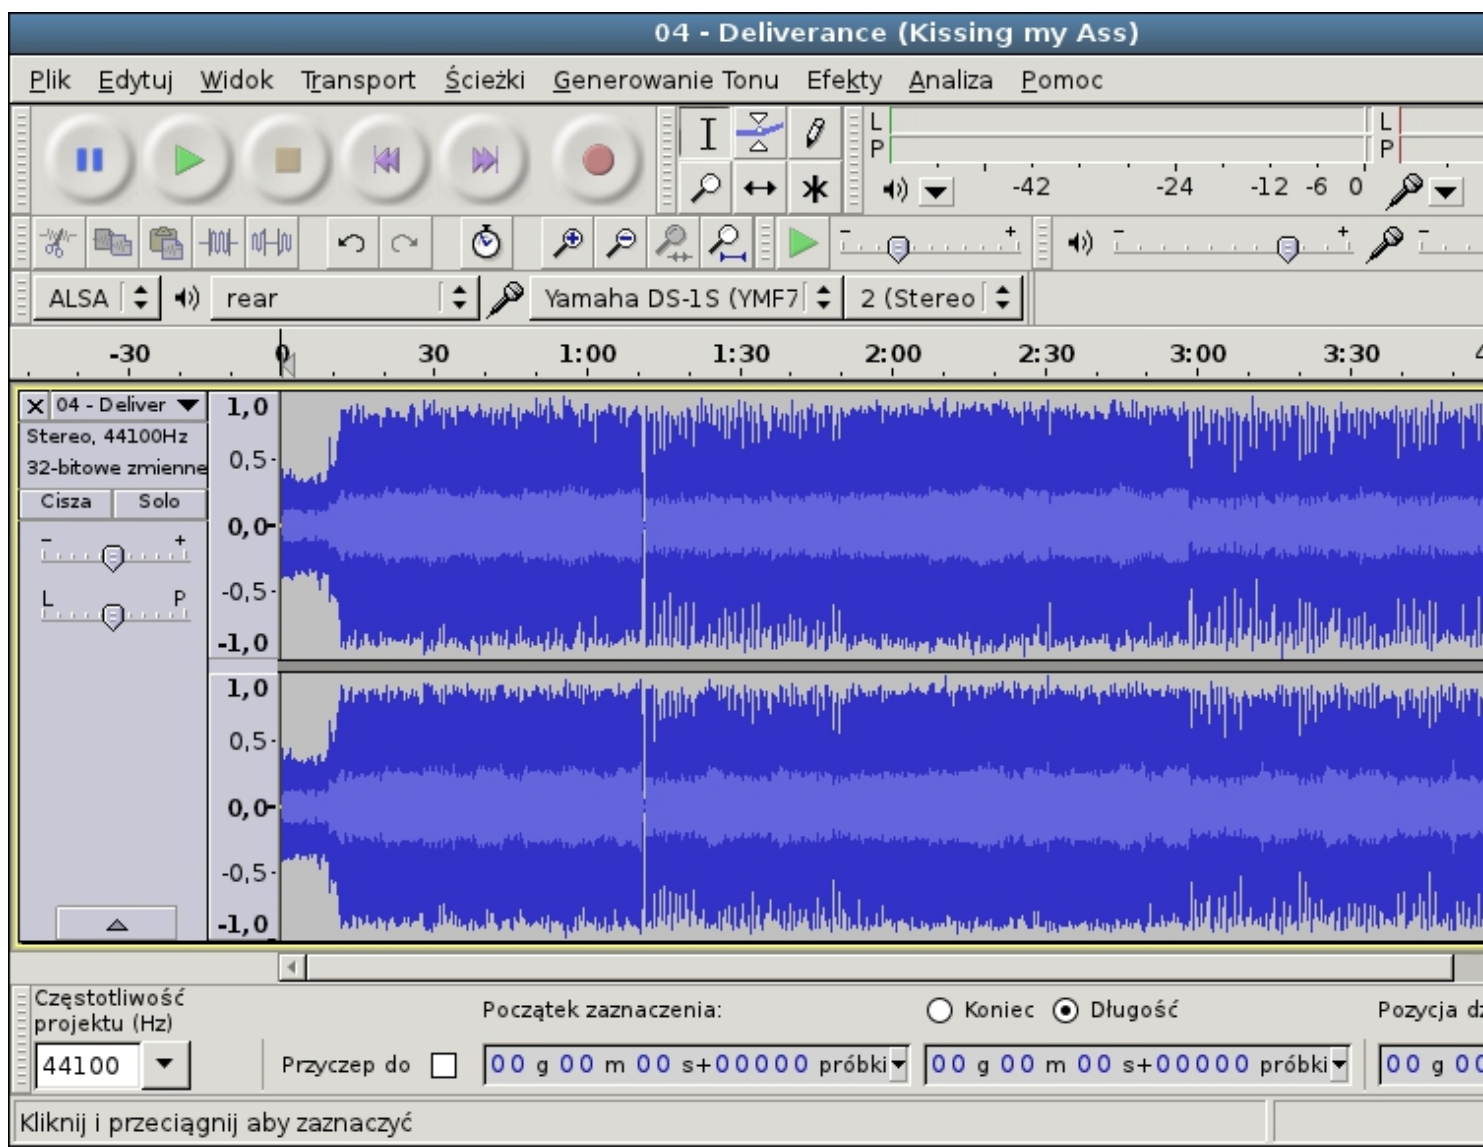 04 - Deliverance (Kissing my Ass)
Plik Edytuj Widok Transport Ścieżki Generowanie Tonu Efekty Analiza Pomoc
L
P
-42 -24 -12 -6 0
L
P
- + - + -
ALSA rear Yamaha DS-1S (YMF7 2 (Stereo
-30 0 30 1:00 1:30 2:00 2:30 3:00 3:30
X 04 - Deliver
Stereo, 44100Hz
32-bitowe zmienne
Cisza Solo
- +
L P
1,0
0,5
0,0
-0,5
-1,0
1,0
0,5
0,0
-0,5
-1,0
Częstotliwość
projektu (Hz)
44100
Przyczep do
Początek zaznaczenia:
00 g 00 m 00 s+00000 próbki
Koniec Długość
00 g 00 m 00 s+00000 próbki
Pozycja
00 g
Kliknij i przeciągnij aby zaznaczyć